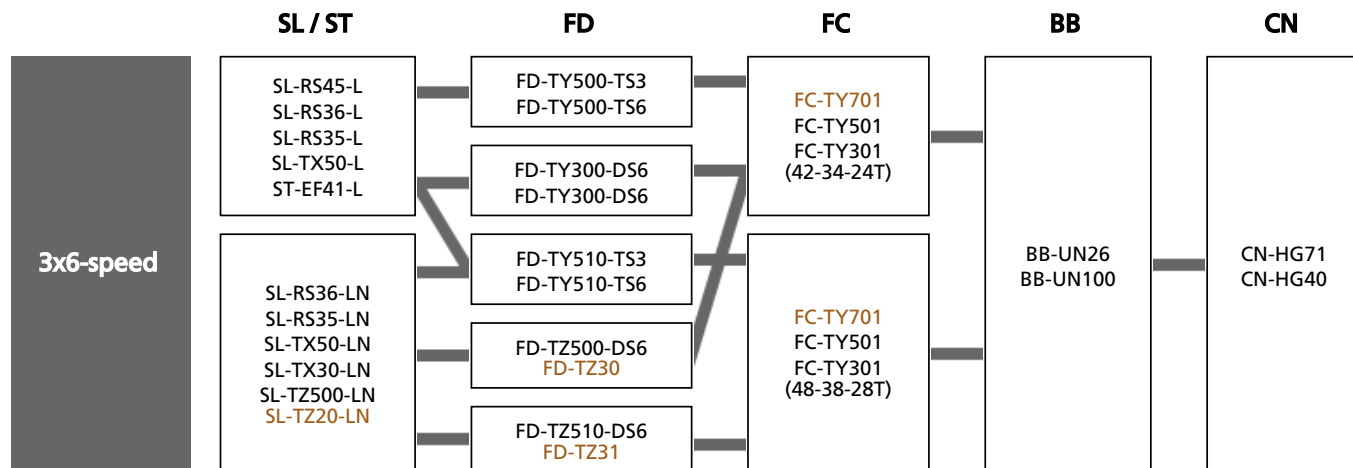 SL / ST
FD
FC
BB
CN
3x6-speed
SL-RS45-L
SL-RS36-L
SL-RS35-L
SL-TX50-L
ST-EF41-L
SL-RS36-LN
SL-RS35-LN
SL-TX50-LN
SL-TX30-LN
SL-TZ500-LN
SL-TZ20-LN
FD-TY500-TS3
FD-TY500-TS6
FD-TY300-DS6
FD-TY300-DS6
FD-TY510-TS3
FD-TY510-TS6
FD-TZ500-DS6
FD-TZ30
FD-TZ510-DS6
FD-TZ31
FC-TY701
FC-TY501
FC-TY301
(42-34-24T)
FC-TY701
FC-TY501
FC-TY301
(48-38-28T)
BB-UN26
BB-UN100
CN-HG71
CN-HG40